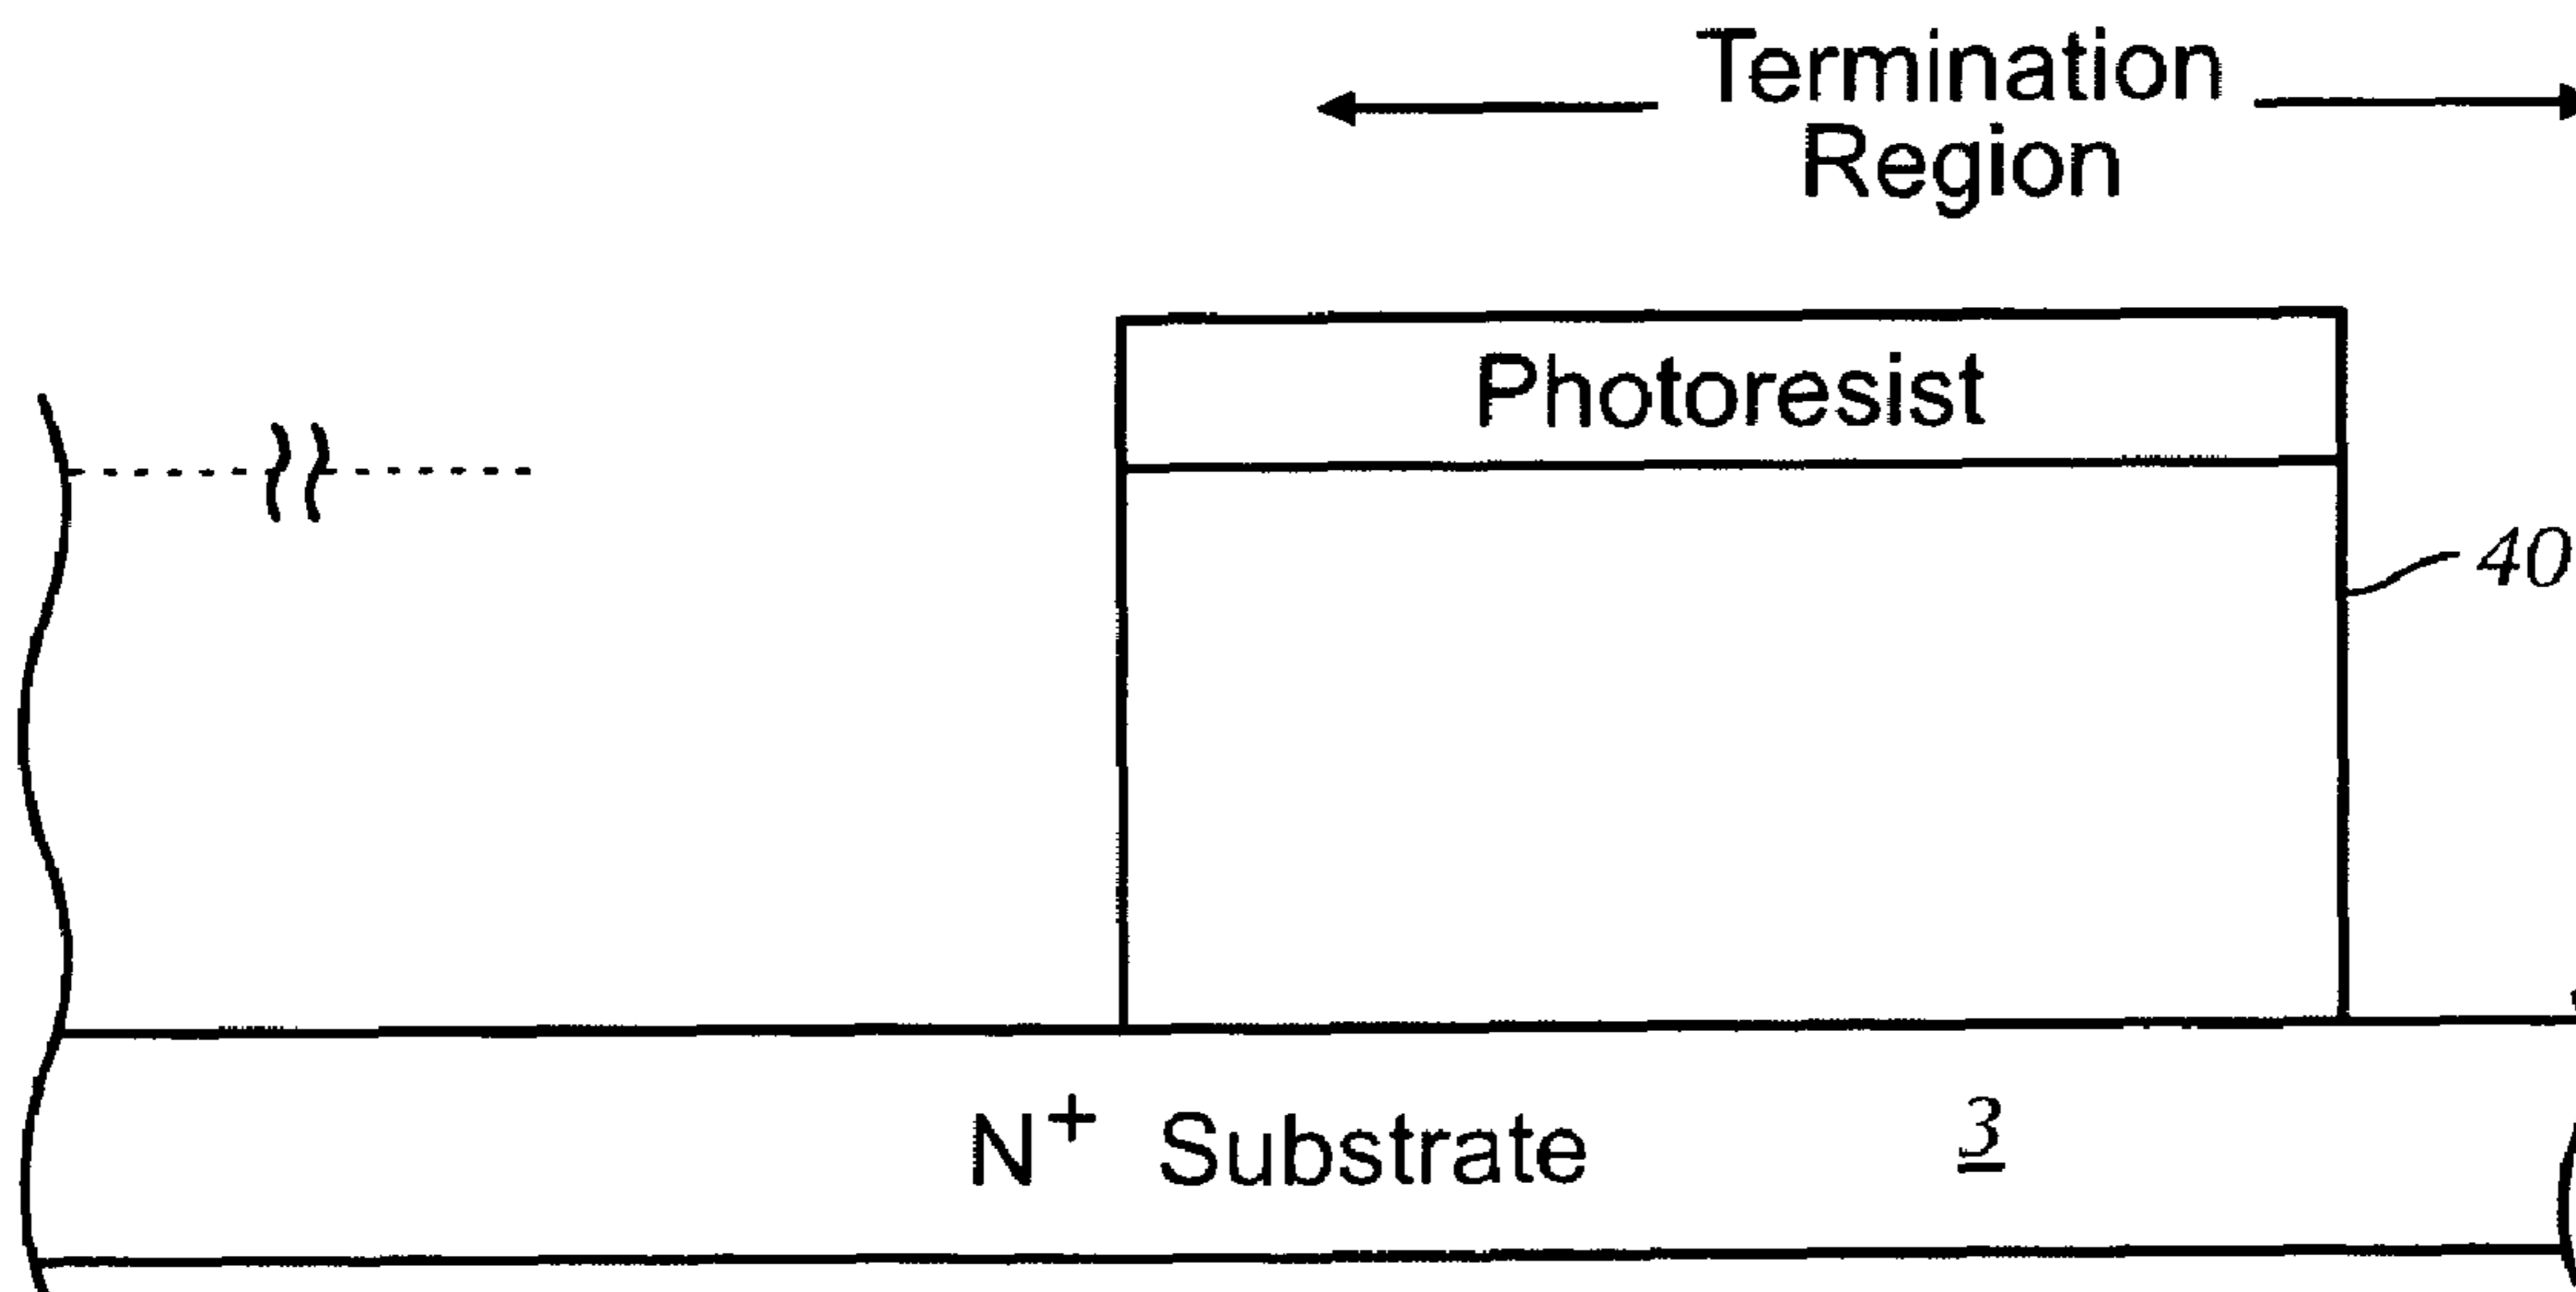 Termination
Region
Photoresist
40
N⁺ Substrate 3